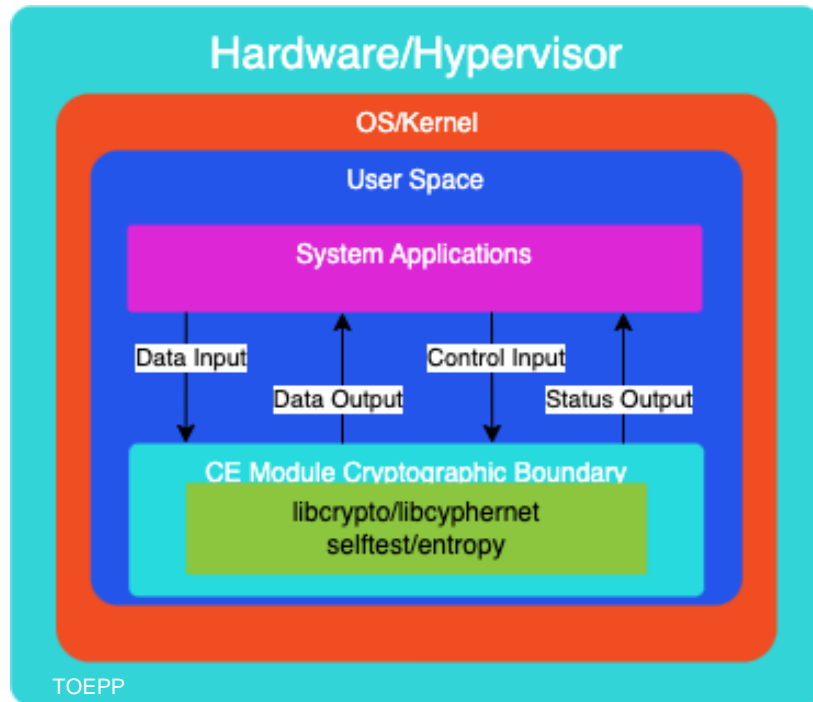 Hardware/Hypervisor
OS/Kernel
User Space
System Applications
Data Input
Control Input
Data Output
Status Output
CE Module Cryptographic Boundary
libcrypto/libcyphernet
selftest/entropy
TOEPP